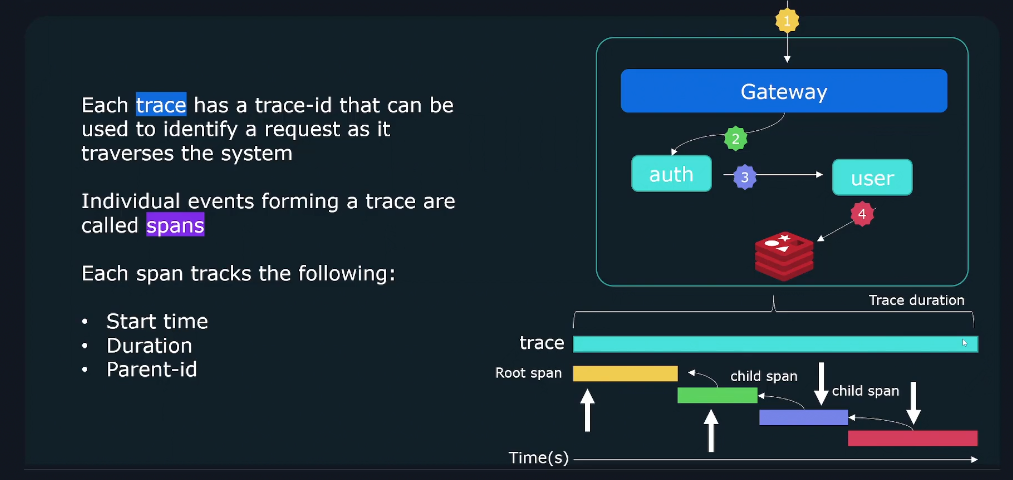 Each trace has a trace-id that can be
used to identify a request as it
traverses the system
Individual events forming a trace are
called spans
Each span tracks the following:
• Start time
• Duration
• Parent-id
1
Gateway
2
auth
3
user
4
Trace duration
trace
Root span
child span
child span
Time(s)